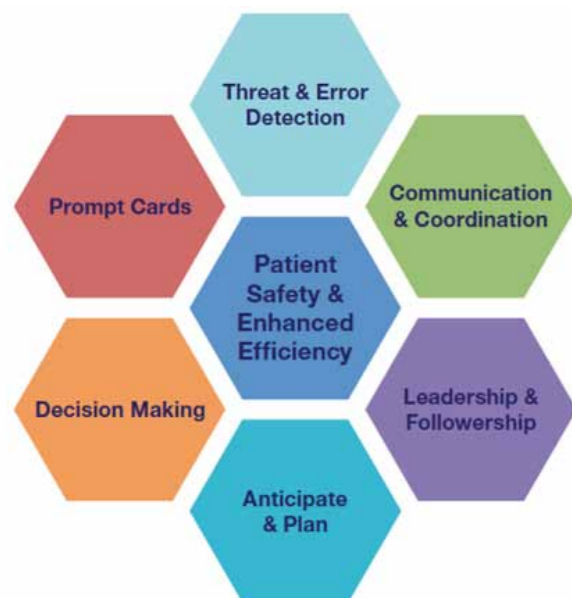 Threat & Error
Detection
Prompt Cards
Communication
& Coordination
Patient
Safety &
Enhanced
Efficiency
Decision Making
Leadership &
Followership
Anticipate
& Plan